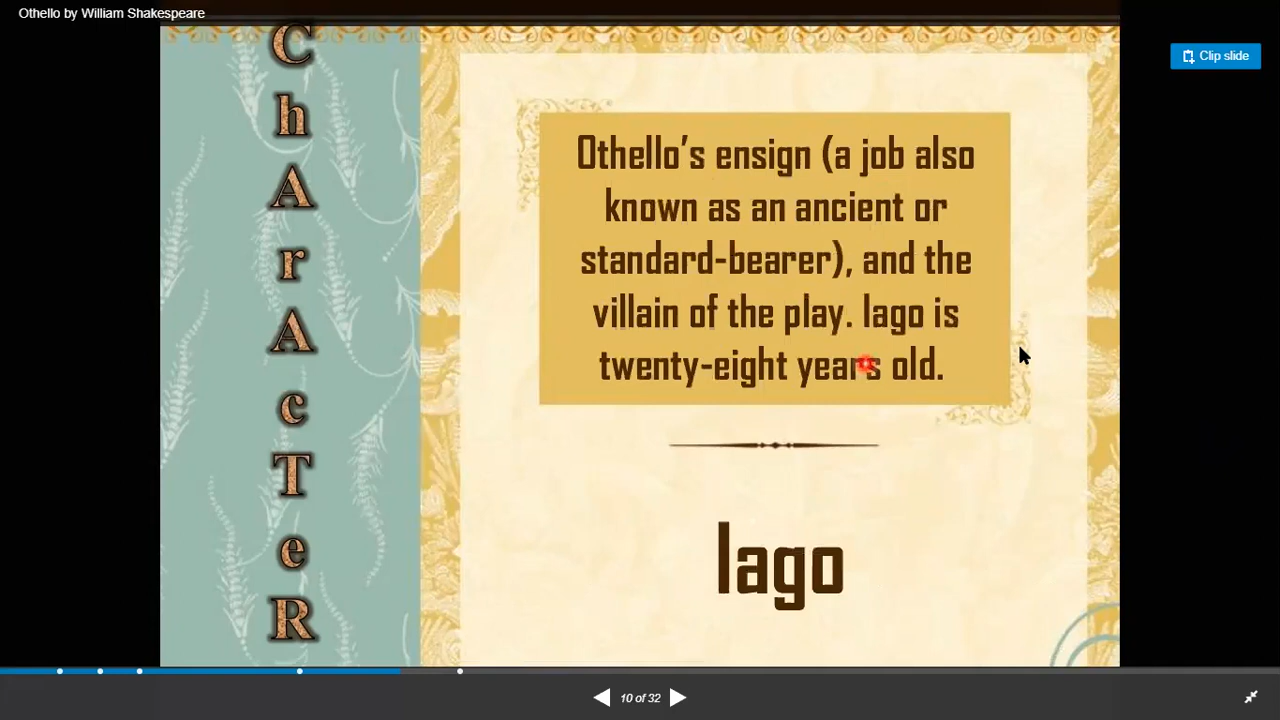 Othello by William Shakespeare
Clip slide
ChArAcTeR
Othello's ensign (a job also
known as an ancient or
standard-bearer), and the
villain of the play. Iago is
twenty-eight years old.
Iago
10 of 32